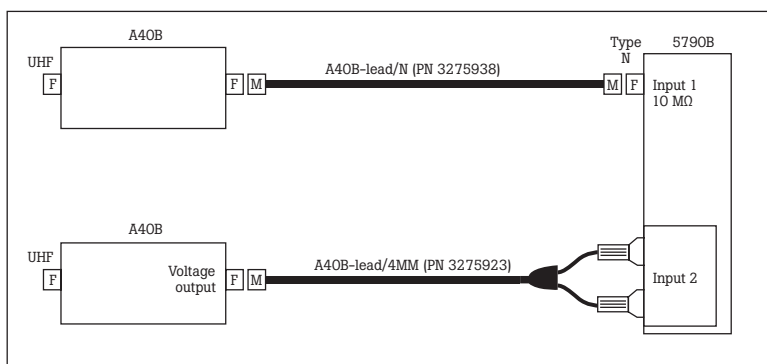 A40B
UHF
F
F
M
A40B-lead/N (PN 3275938)
Type
N
M
F
5790B
Input 1
10 MΩ
A40B
UHF
F
Voltage
output
F
M
A40B-lead/4MM (PN 3275923)
Input 2